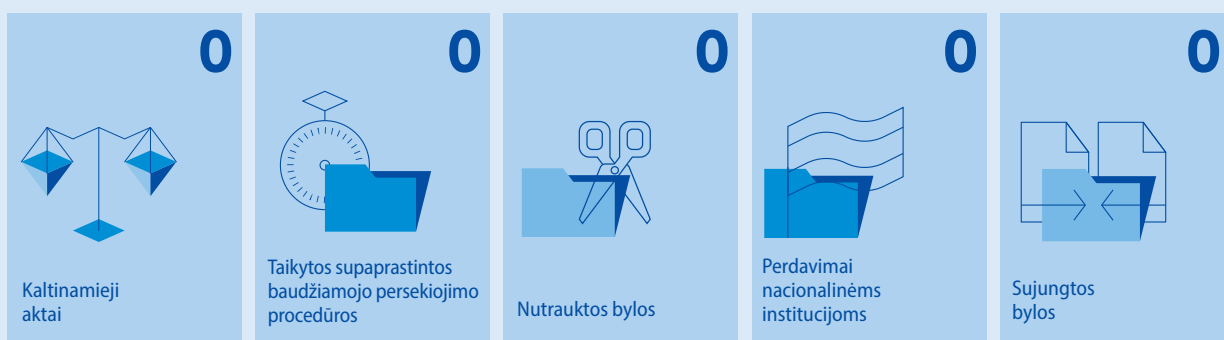 0
Kaltinamieji
aktai
0
Taikytos supaprastintos
baudžiamojo persekiojimo
procedūros
0
Nutrauktos bylos
0
Perdavimai
nacionalinėms
institucijoms
0
Sujungtos
bylos